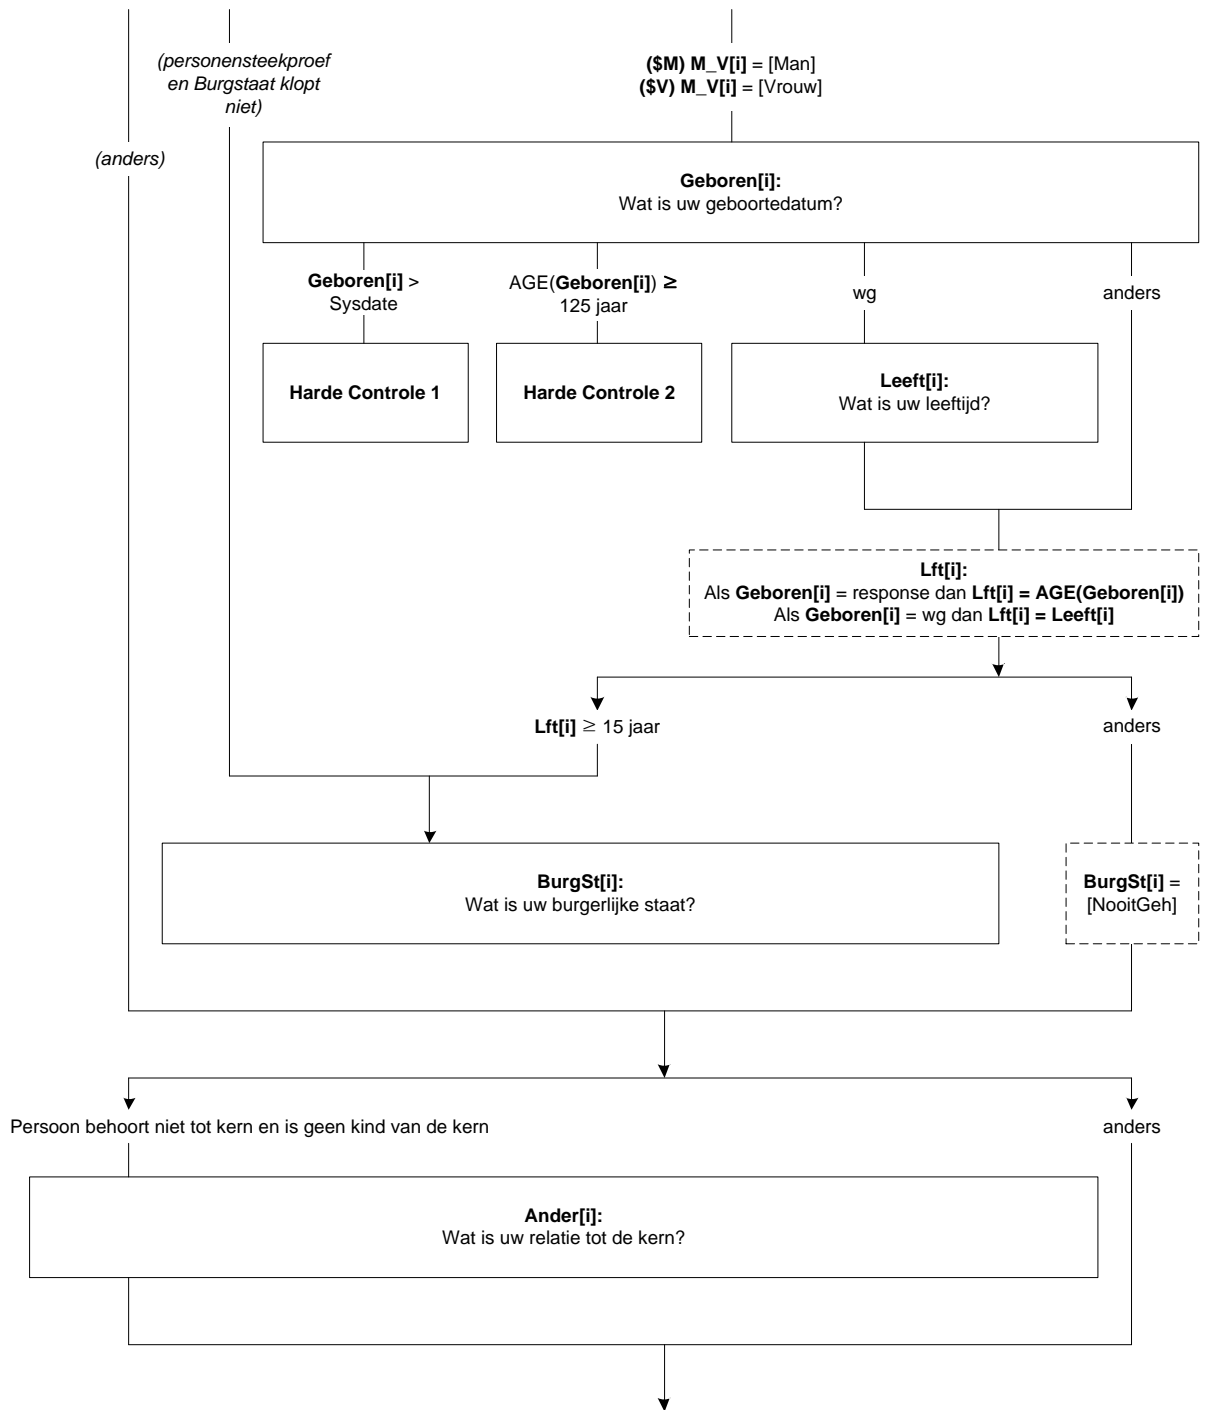 (personensteekproef
en Burgstaat klopt
niet)
($M) M_V[i] = [Man]
($V) M_V[i] = [Vrouw]
(anders)
Geboren[i]:
Wat is uw geboortedatum?
Geboren[i] >
Sysdate
AGE(Geboren[i]) ≥
125 jaar
wg
anders
Harde Controle 1
Harde Controle 2
Leeft[i]:
Wat is uw leeftijd?
Lft[i]:
Als Geboren[i] = response dan Lft[i] = AGE(Geboren[i])
Als Geboren[i] = wg dan Lft[i] = Leeft[i]
Lft[i] ≥ 15 jaar
anders
BurgSt[i]:
Wat is uw burgerlijke staat?
BurgSt[i] =
[NooitGeh]
Persoon behoort niet tot kern en is geen kind van de kern
anders
Ander[i]:
Wat is uw relatie tot de kern?